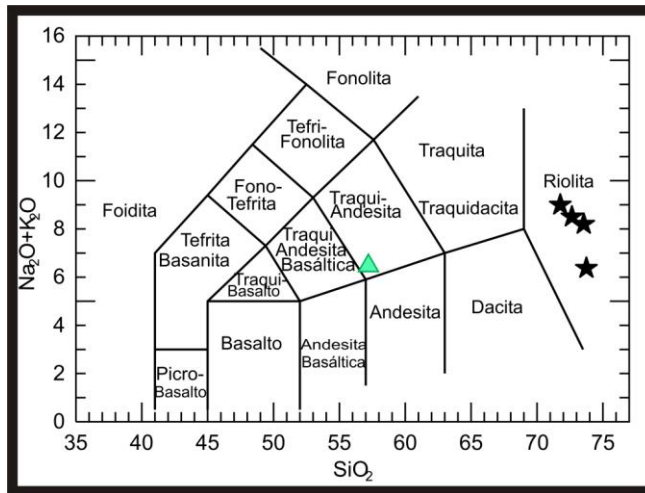 16
14
12
10
8
6
4
2
0
Na2O+K2O
35
40
45
50
55
60
65
70
75
SiO2
Fonolita
Tefri-
Fonolita
Fono-
Tefrita
Foidita
Tefrita
Basanita
Traqui
Andesita
Basáltica
Traqui-
Andesita
Traquita
Traquidacita
Riolita
Traqui-
Basalto
Picro-
Basalto
Basalto
Andesita
Basáltica
Andesita
Dacita